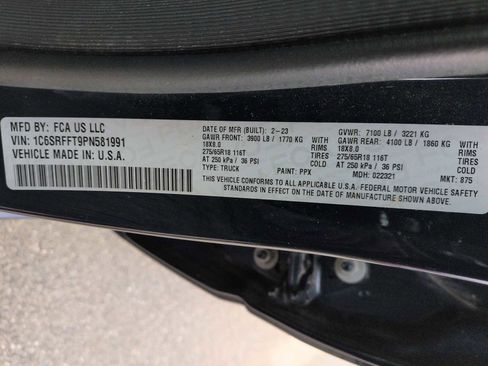 MFD BY: FCA US LLC
VIN: 1C6SRFFT9PN581991
VEHICLE MADE IN: U.S.A.
DATE OF MFR (BUILT): 2-23 GVWR: 7100 LB / 3221 KG
GAWR FRONT: 3900 LB / 1770 KG WITH GAWR REAR: 4100 LB / 1860 KG WITH
18X8.0 RIMS 18X8.0 RIMS
275/65R18 116T TIRES 275/65R18 116T TIRES
AT 250 kPa / 36 PSI COLD AT 250 kPa / 36 PSI COLD
TYPE: TRUCK PAINT: PPX MDH: 022321 MKT: 875
THIS VEHICLE CONFORMS TO ALL APPLICABLE U.S.A. FEDERAL MOTOR VEHICLE SAFETY
STANDARDS IN EFFECT ON THE DATE OF MANUFACTURE SHOWN ABOVE.